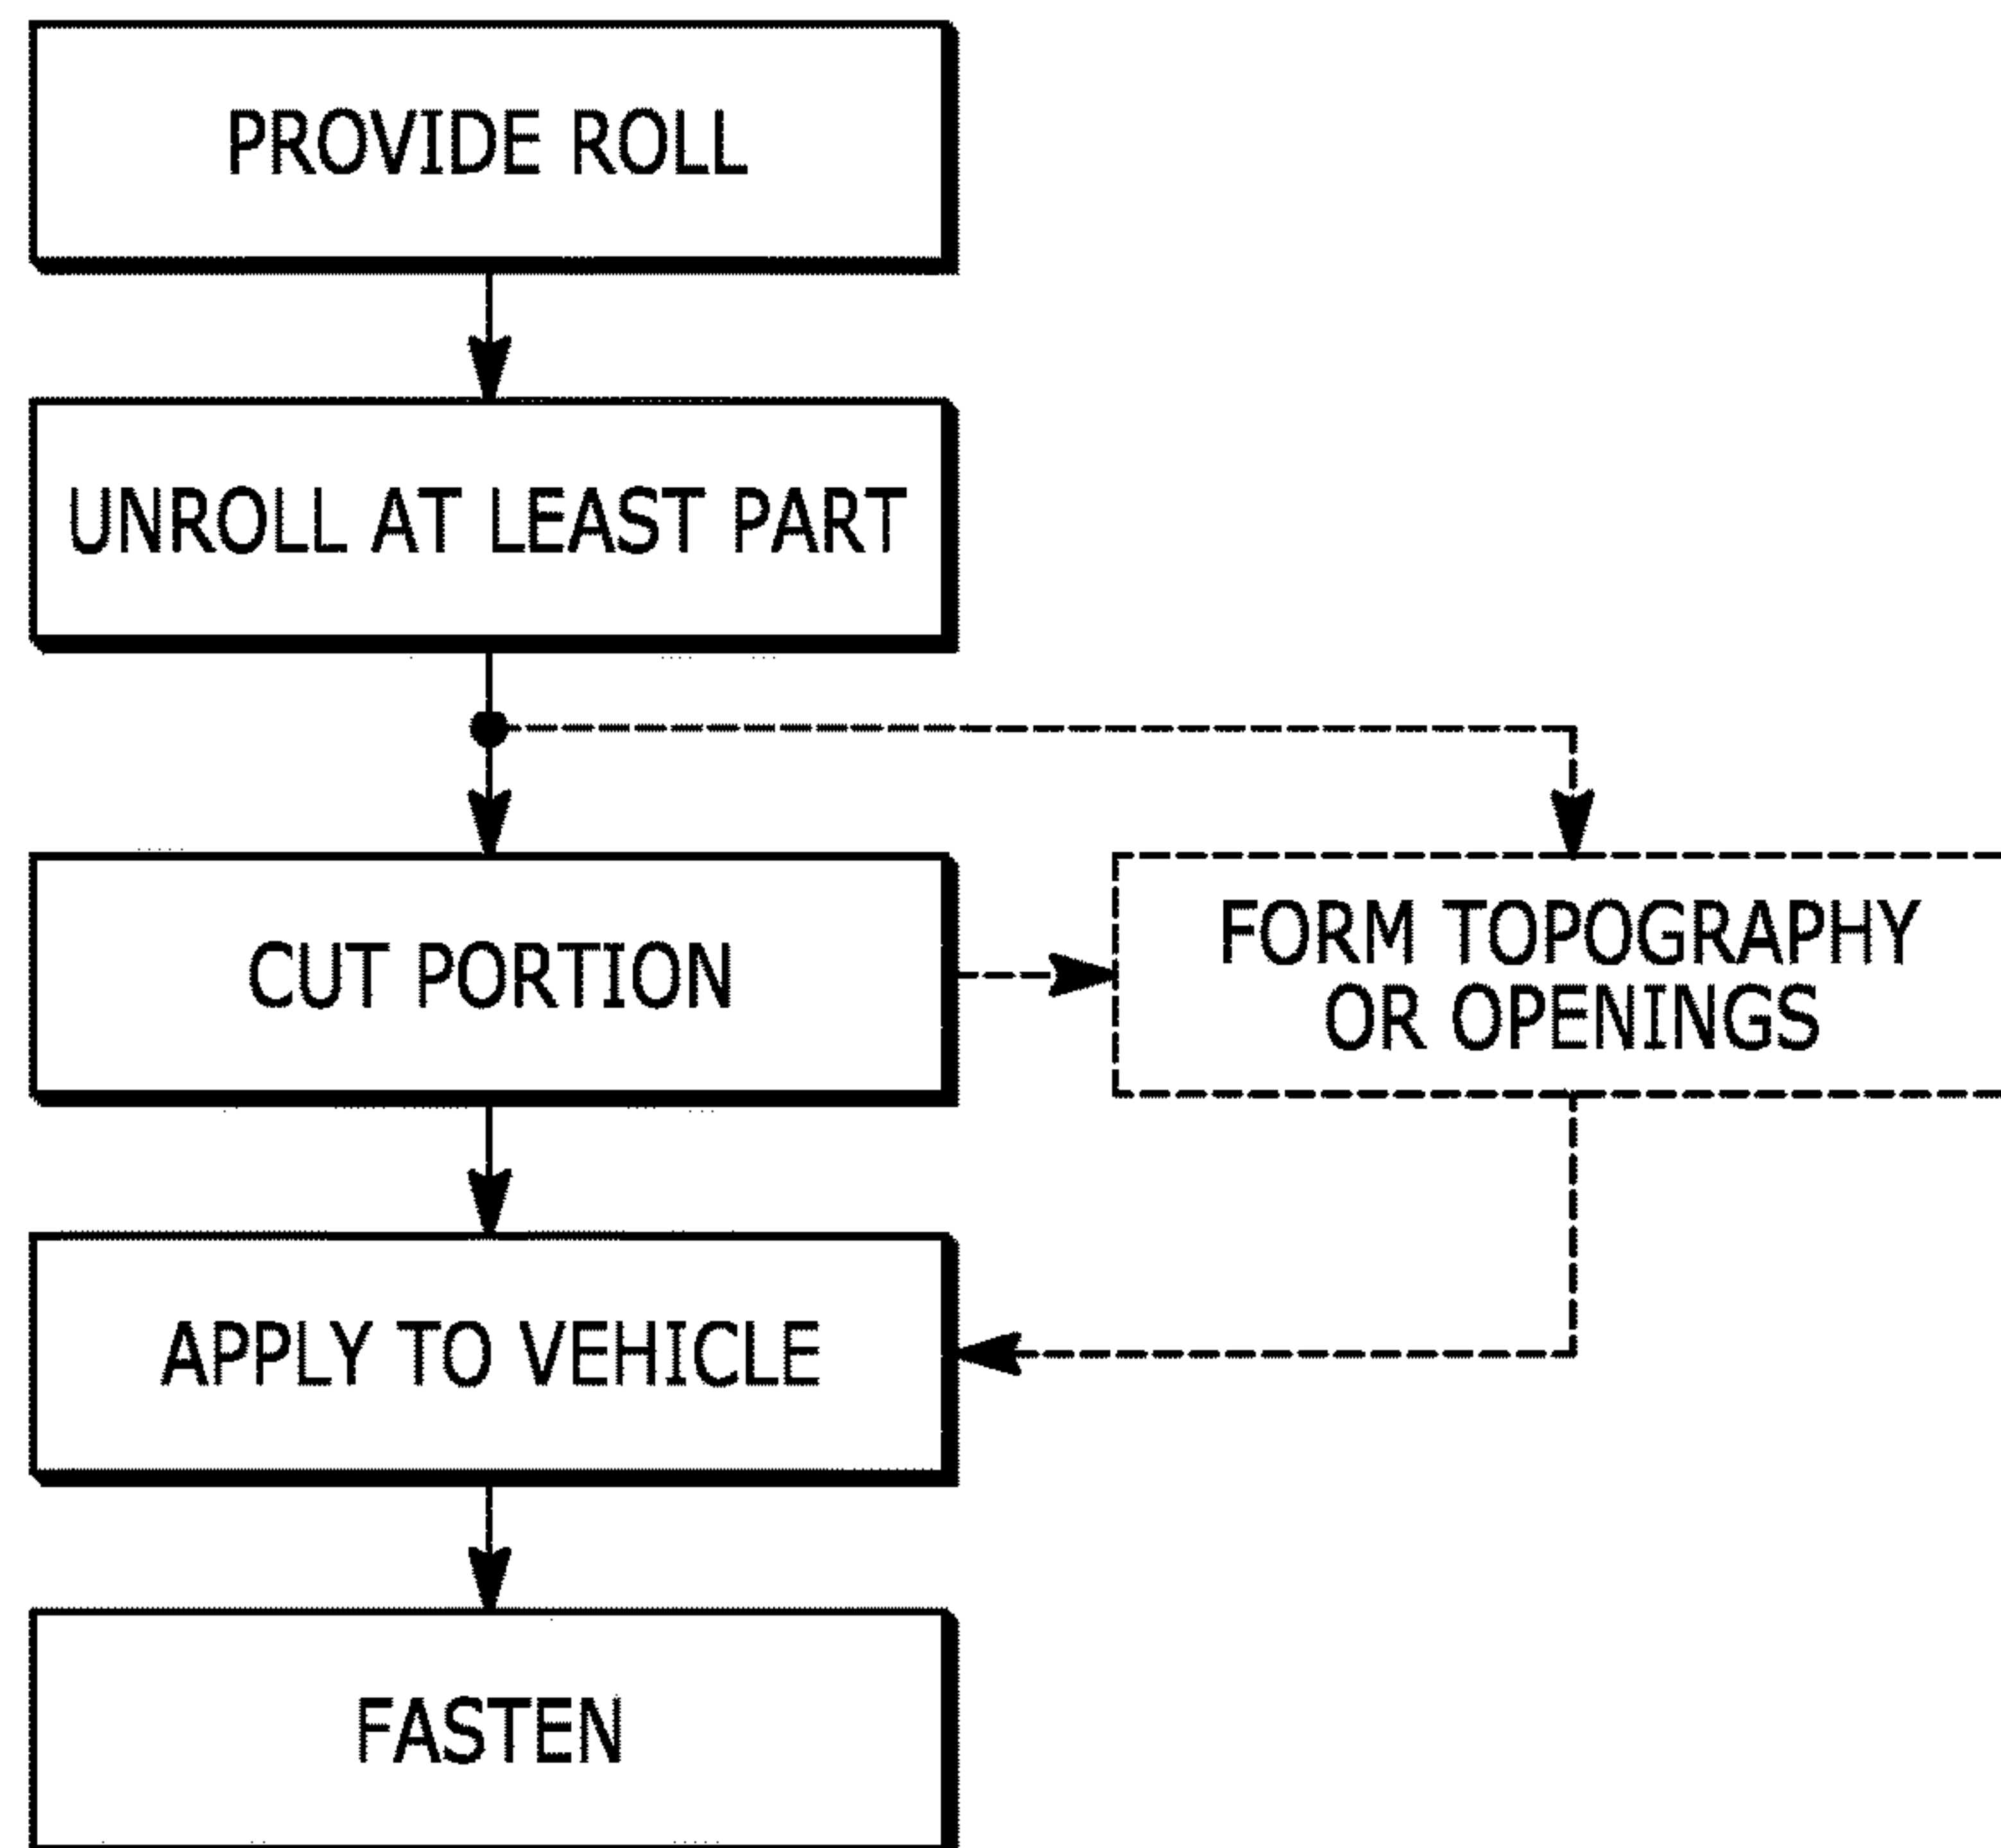 PROVIDE ROLL
UNROLL AT LEAST PART
CUT PORTION
FORM TOPOGRAPHY
OR OPENINGS
APPLY TO VEHICLE
FASTEN